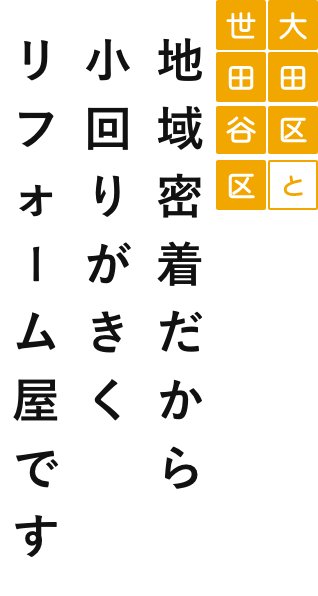 大田区と
世田谷区
地域密着だから
小回りがきく
リフォーム屋です